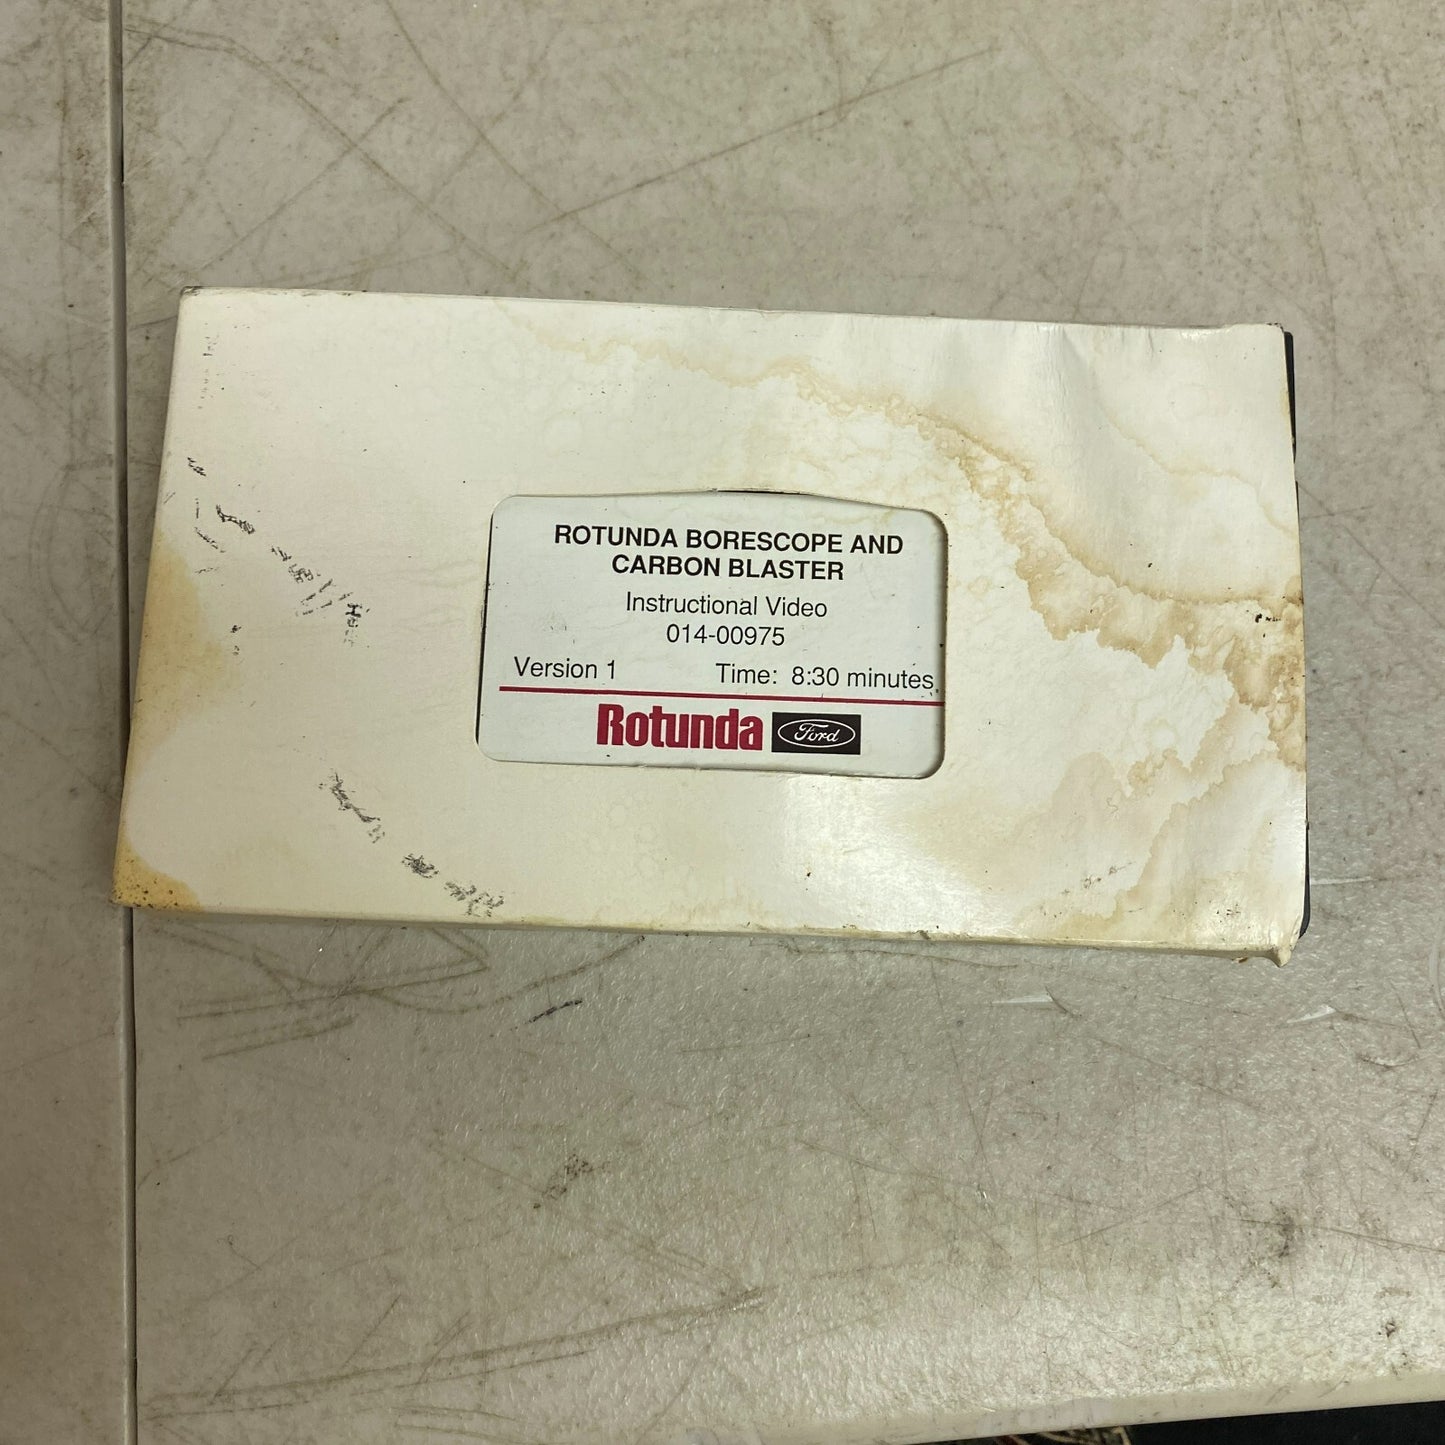 ROTUNDA BORESCOPE AND
CARBON BLASTER
Instructional Video
014-00975
Version 1 Time: 8:30 minutes
Rotunda Ford